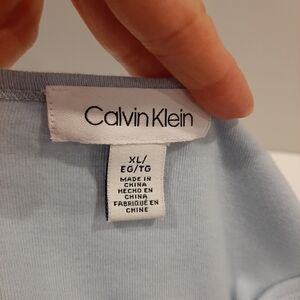 Calvin Klein
XL/
EG/TG
MADE IN
CHINA
HECHO EN
CHINA
FABRIQUÉ EN
CHINE